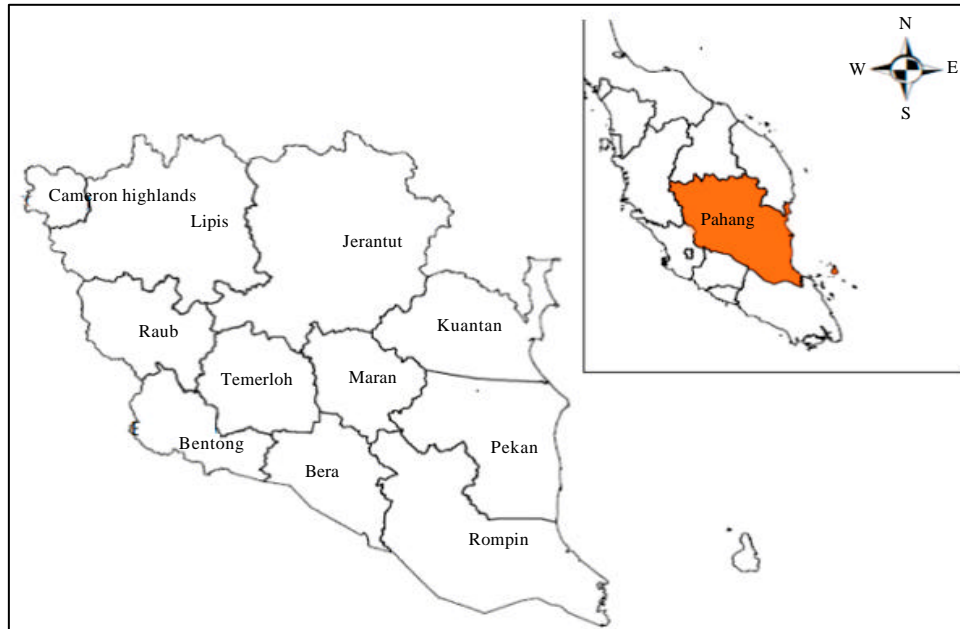 N
W
E
S
Pahang
Cameron highlands
Lipis
Jerantut
Kuantan
Raub
Temerloh
Maran
Bentong
Pekan
Bera
Rompin